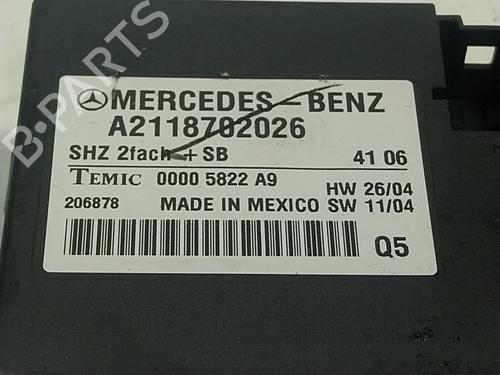 MERCEDES-BENZ
A2118702026
SHZ 2fach + SB 41 06
TEMIC 0000 5822 A9 HW 26/04
206878 MADE IN MEXICO SW 11/04
Q5